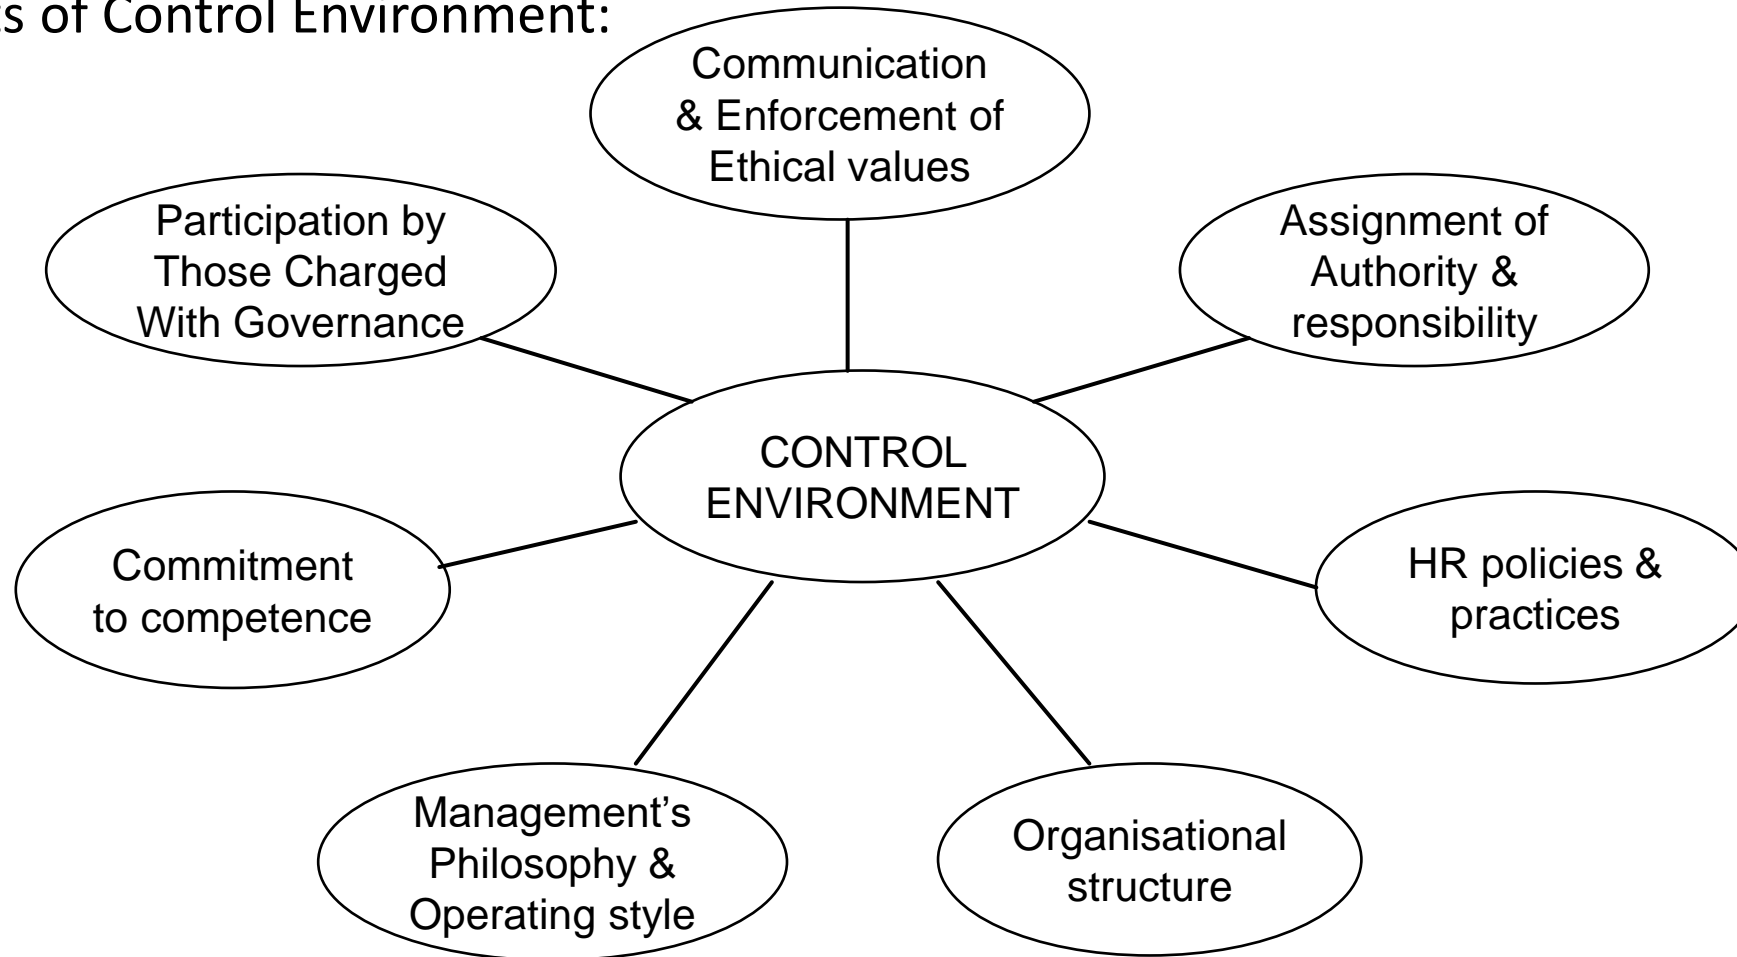 of Control Environment:
Communication
& Enforcement of
Ethical values
Participation by
Those Charged
With Governance
Assignment of
Authority &
responsibility
CONTROL
ENVIRONMENT
Commitment
to competence
HR policies &
practices
Management’s
Philosophy &
Operating style
Organisational
structure